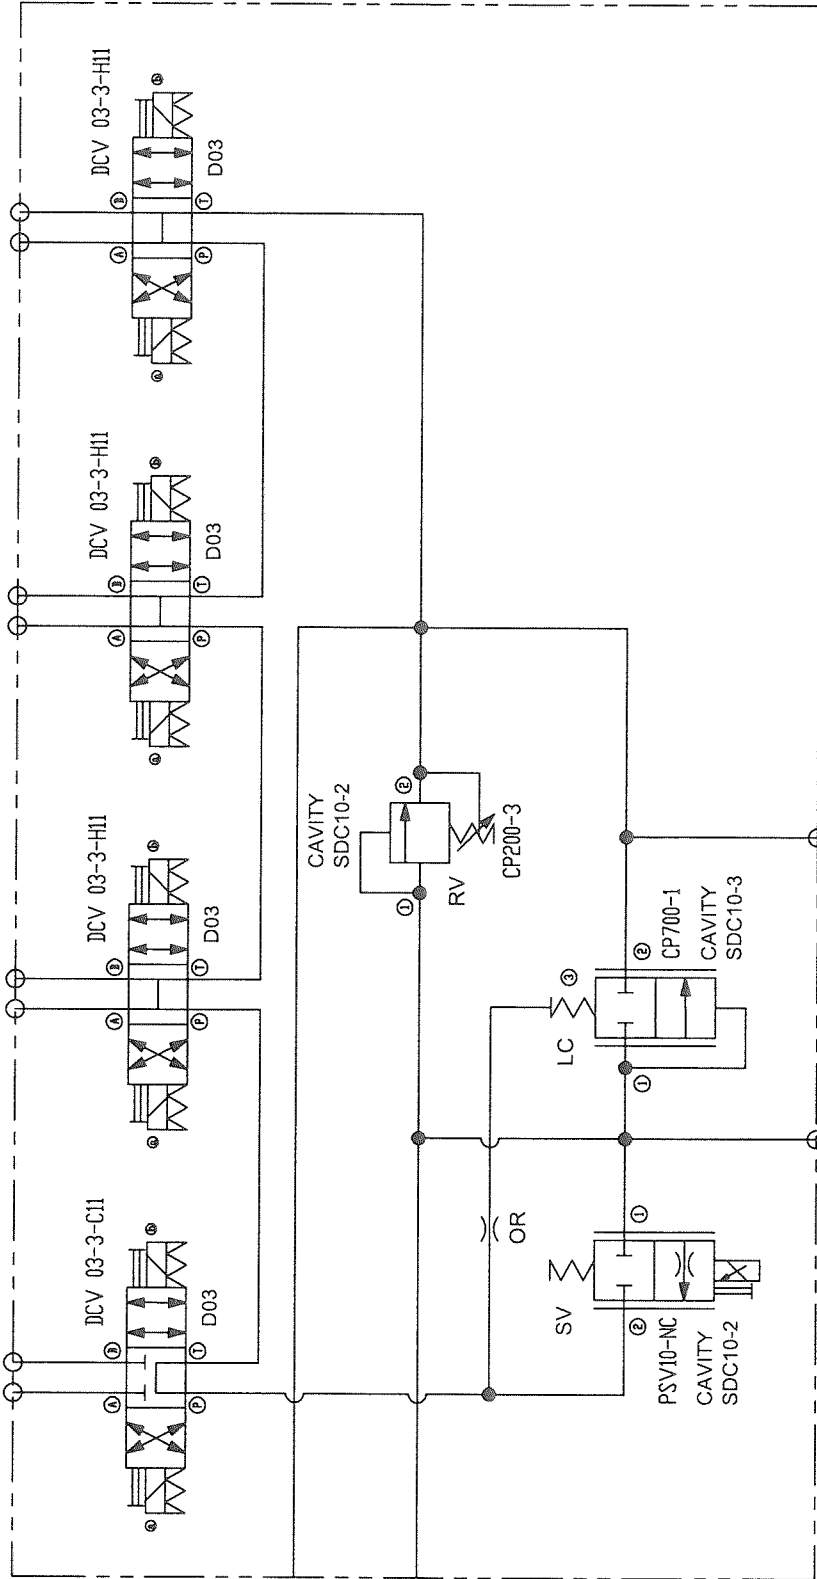 DCV 03-3-C11
DCV 03-3-H11
DCV 03-3-H11
DCV 03-3-H11
a
A
B
b
a
A
B
b
a
A
B
b
a
A
B
b
P
T
P
T
P
T
P
T
D03
D03
D03
D03
CAVITY
SDC10-2
1
2
RV
CP200-3
OR
SV
LC
3
2
1
1
2
PSV10-NC
CAVITY
SDC10-2
CP700-1
CAVITY
SDC10-3